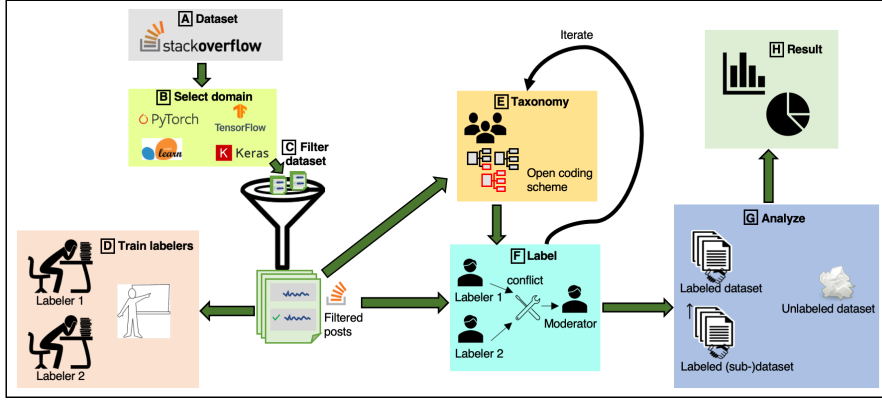 A Dataset
stackoverflow
B Select domain
PyTorch
TensorFlow
learn
K Keras
C Filter
dataset
D Train labelers
Labeler 1
Labeler 2
Filtered
posts
Iterate
E Taxonomy
Open coding
scheme
F Label
conflict
Labeler 1
Moderator
Labeler 2
G Analyze
Labeled dataset
Unlabeled dataset
Labeled (sub-)dataset
H Result